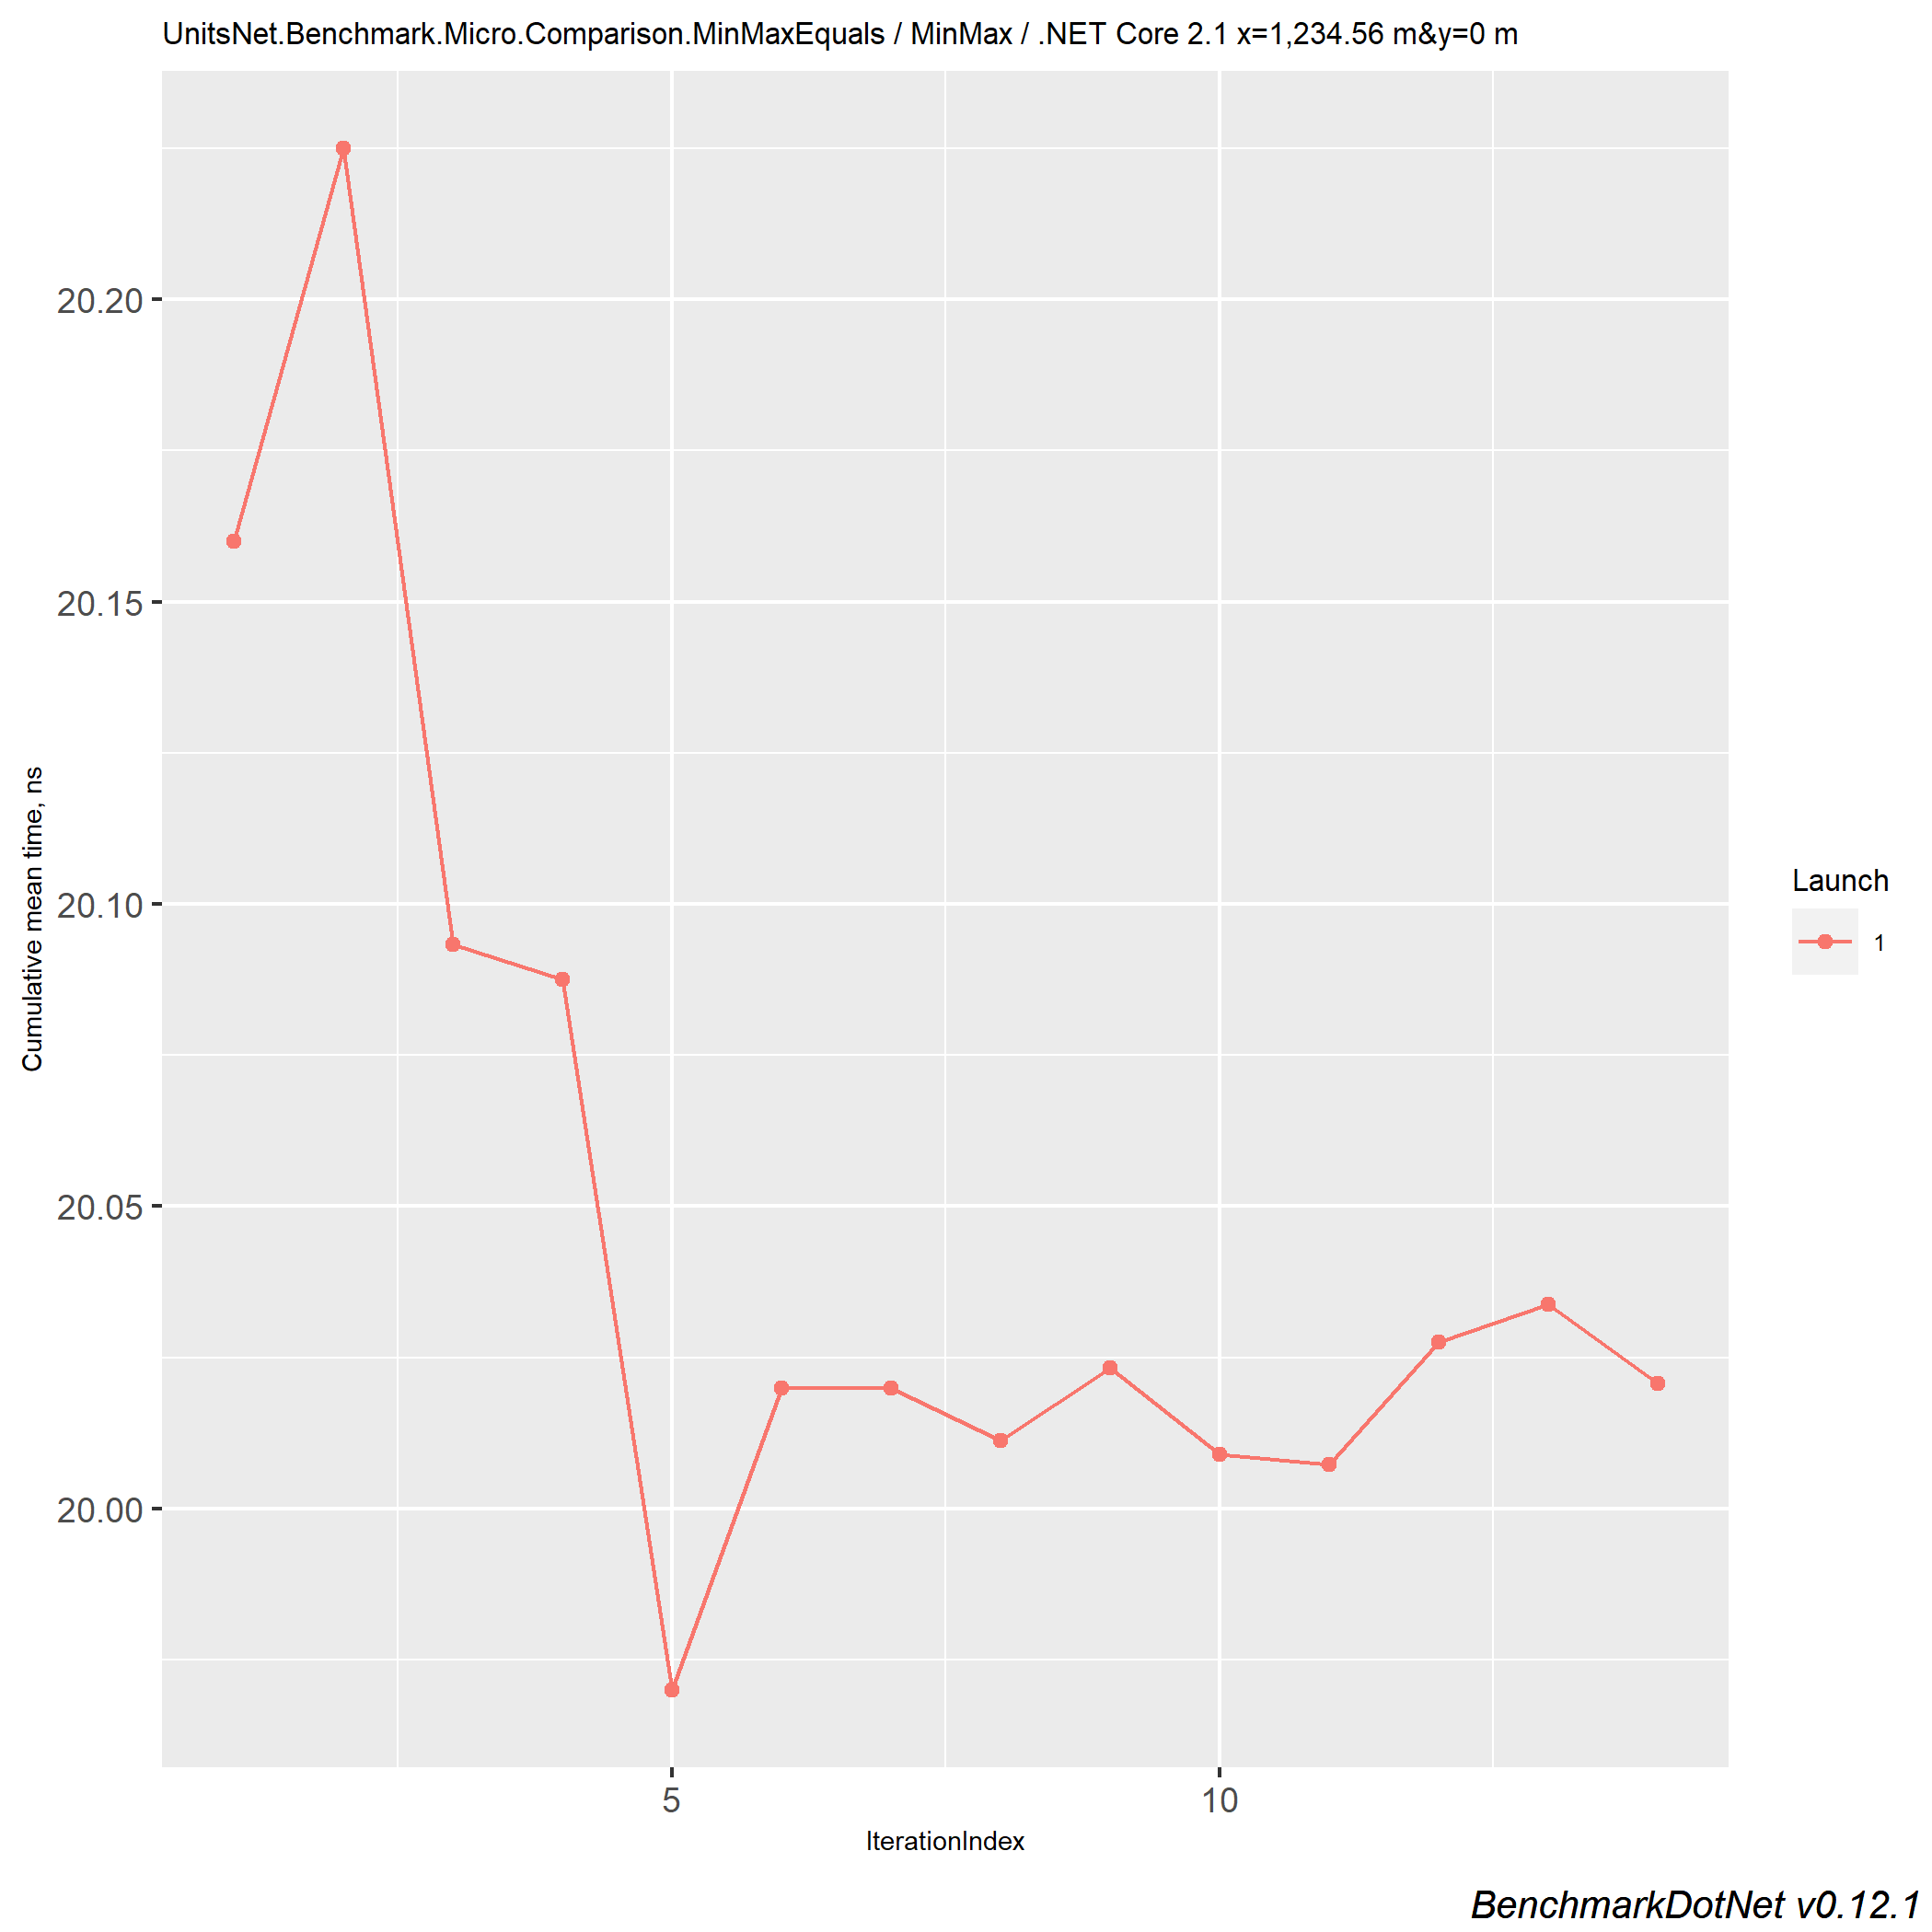 UnitsNet.Benchmark.Micro.Comparison.MinMaxEquals / MinMax / .NET Core 2.1 x=1,234.56 m&y=0 m
20.20
20.15
20.10
20.05
20.00
Cumulative mean time, ns
5
10
IterationIndex
Launch
1
BenchmarkDotNet v0.12.1